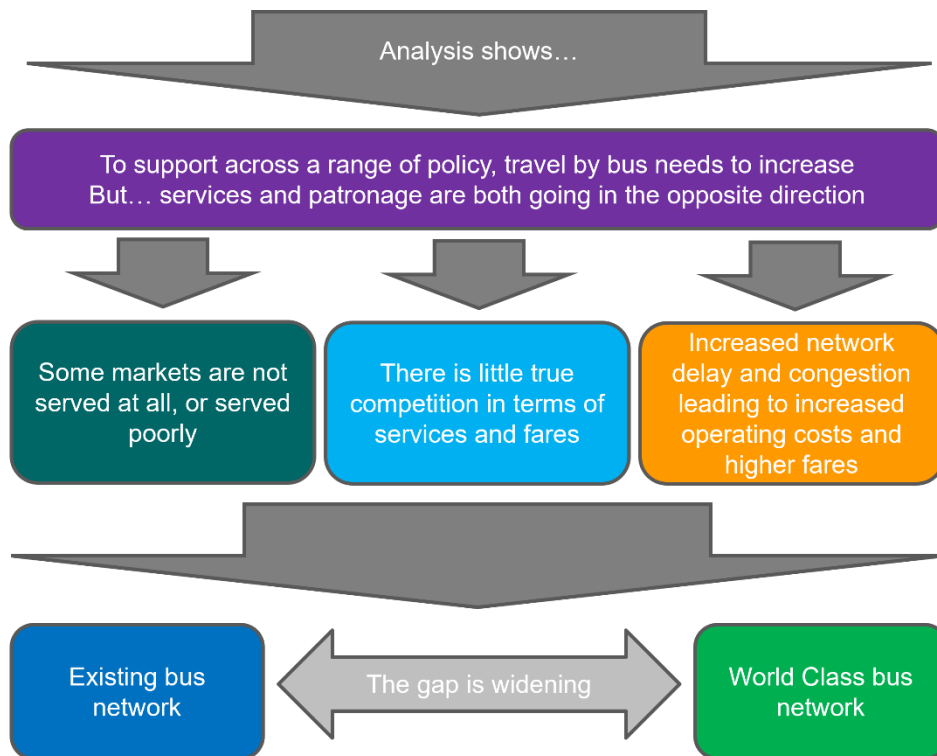 Analysis shows…
To support across a range of policy, travel by bus needs to increase
But… services and patronage are both going in the opposite direction
Some markets are not
served at all, or served
poorly
There is little true
competition in terms of
services and fares
Increased network
delay and congestion
leading to increased
operating costs and
higher fares
Existing bus
network
The gap is widening
World Class bus
network